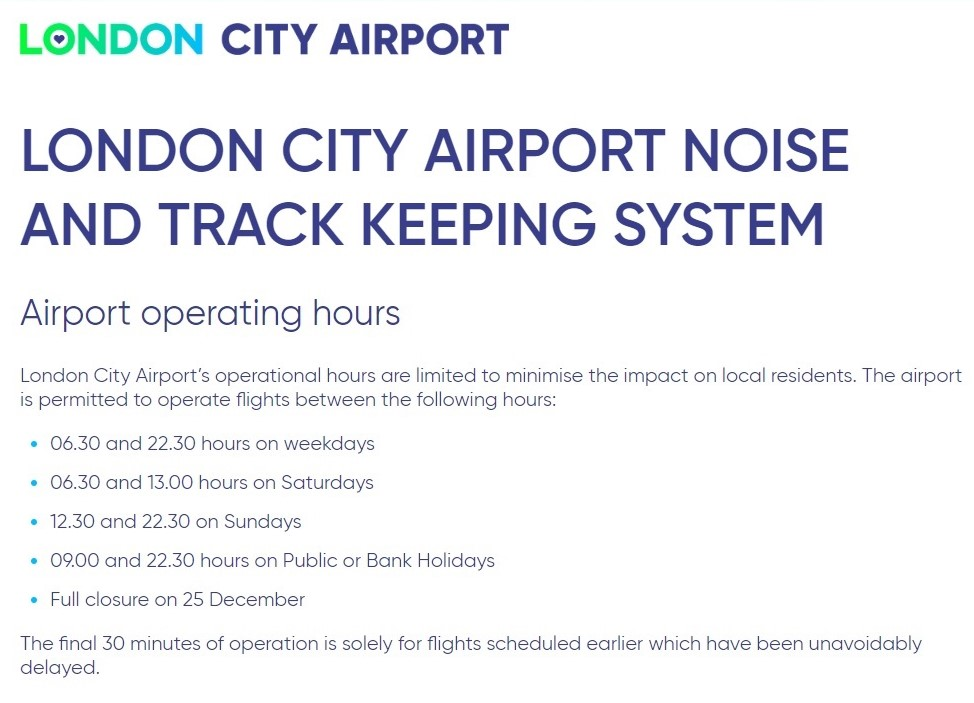 LONDON CITY AIRPORT
LONDON CITY AIRPORT NOISE
AND TRACK KEEPING SYSTEM
Airport operating hours
London City Airport's operational hours are limited to minimise the impact on local residents. The airport
is permitted to operate flights between the following hours:
• 06.30 and 22.30 hours on weekdays
• 06.30 and 13.00 hours on Saturdays
• 12.30 and 22.30 on Sundays
• 09.00 and 22.30 hours on Public or Bank Holidays
• Full closure on 25 December
The final 30 minutes of operation is solely for flights scheduled earlier which have been unavoidably
delayed.